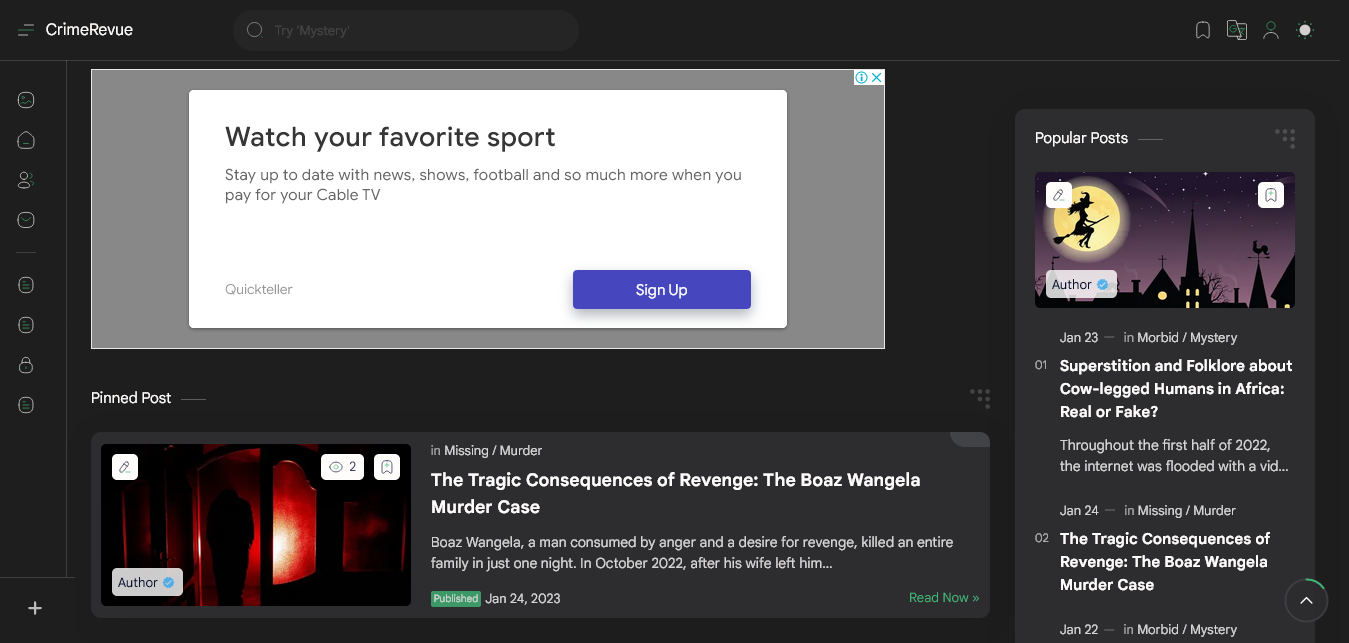 CrimeRevue
Try 'Mystery'
Watch your favorite sport
Stay up to date with news, shows, football and so much more when you
pay for your Cable TV
Quickteller
Sign Up
Pinned Post
2
Author
in Missing / Murder
The Tragic Consequences of Revenge: The Boaz Wangela
Murder Case
Boaz Wangela, a man consumed by anger and a desire for revenge, killed an entire
family in just one night. In October 2022, after his wife left him...
Published Jan 24, 2023
Read Now »
Popular Posts
Author
Jan 23 — in Morbid / Mystery
01 Superstition and Folklore about
Cow-legged Humans in Africa:
Real or Fake?
Throughout the first half of 2022,
the internet was flooded with a vid...
Jan 24 — in Missing / Murder
02 The Tragic Consequences of
Revenge: The Boaz Wangela
Murder Case
Jan 22 — in Morbid / Mystery